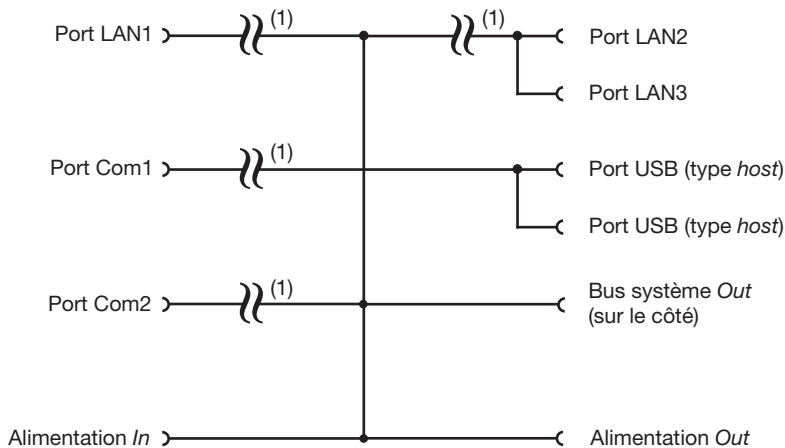 Port LAN1 (1) (1) Port LAN2
Port LAN3
Port Com1 (1) Port USB (type host)
Port USB (type host)
Port Com2 (1) Bus système Out
(sur le côté)
Alimentation In Alimentation Out